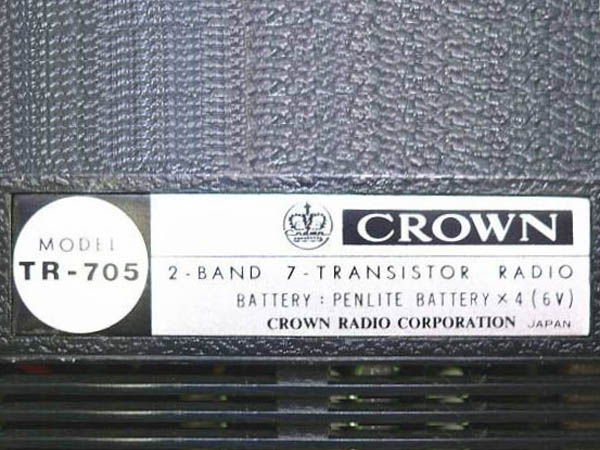 CROWN
MODEL
TR-705
2-BAND 7-TRANSISTOR RADIO
BATTERY : PENLITE BATTERY × 4 (6V)
CROWN RADIO CORPORATION JAPAN